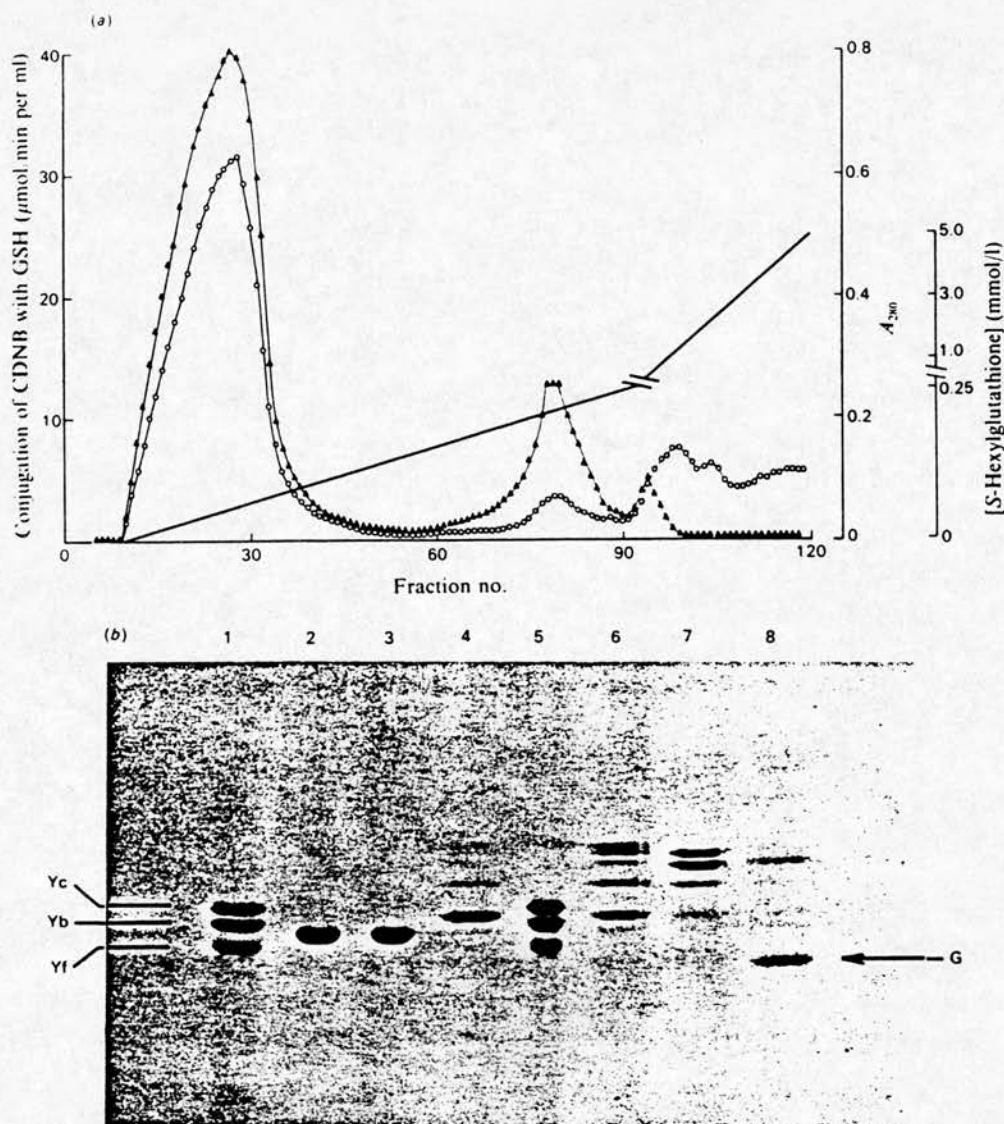 (a)
Conjugation of CDNB with GSH (μmol.min per ml)
40
30
20
10
0
30
60
90
120
Fraction no.
0.8
0.6
0.4
0.2
0
A280
5.0
3.0
1.0
0.25
0
[S-Hexylglutathione] (mmol/l)
(b)
1 2 3 4 5 6 7 8
Yc
Yb
Yf
G